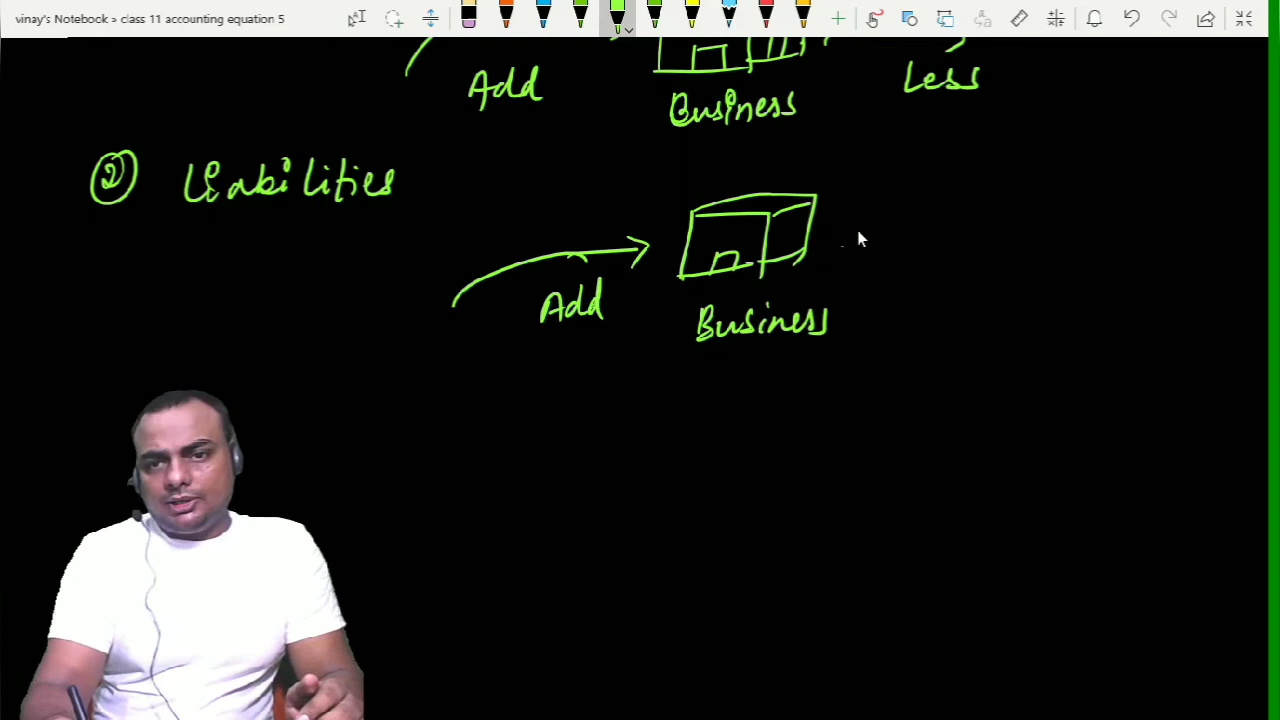 vinay's Notebook > class 11 accounting equation 5
Add
Business
Less
② Liabilities
Add
Business